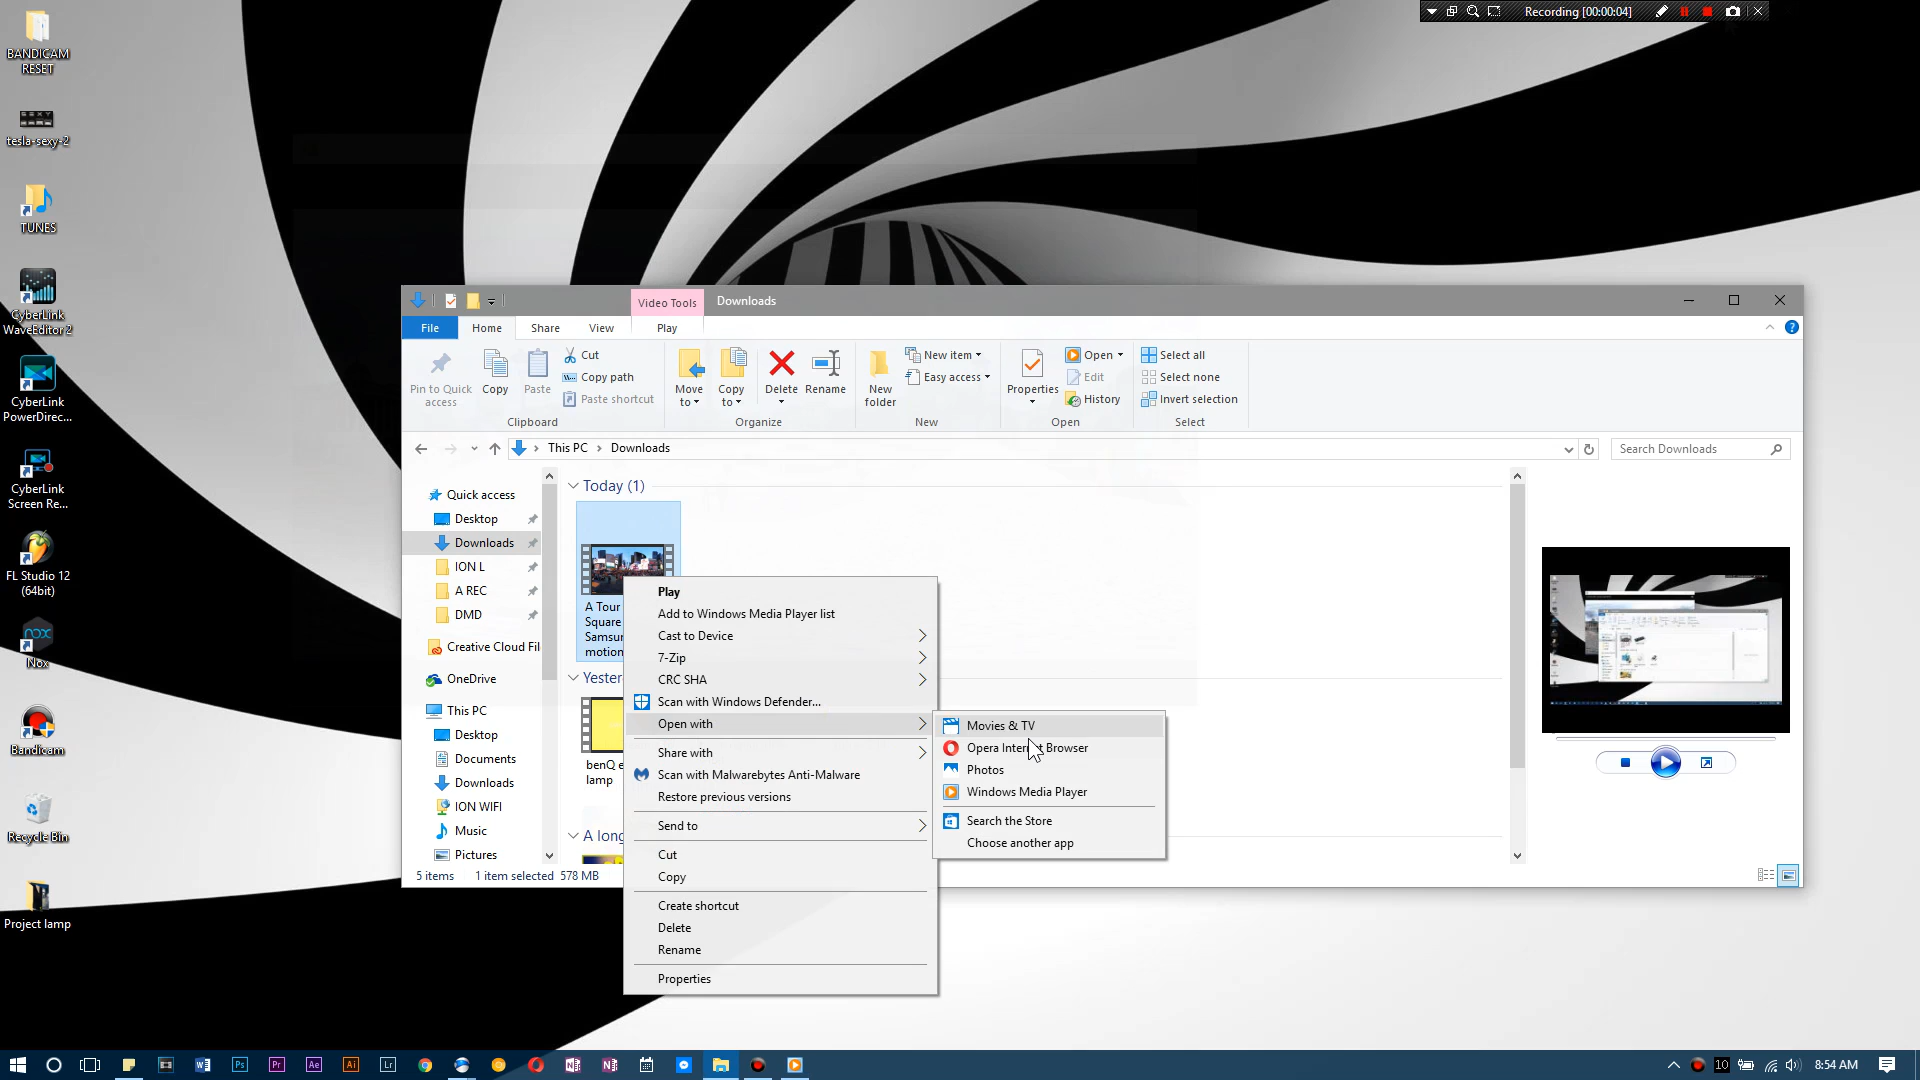 Recording [00:00:04]
BANDICAM
RESET
tesla-sexy-2
TUNES
CyberLink
WaveEditor 2
CyberLink
PowerDirec...
CyberLink
Screen Re...
FL Studio 12
(64bit)
Nox
Bandicam
Recycle Bin
Project lamp
Video Tools
Downloads
File
Home
Share
View
Play
Pin to Quick
access
Copy
Paste
Cut
Copy path
Paste shortcut
Clipboard
Move
to
Copy
to
Delete
Rename
Organize
New
folder
New item
Easy access
New
Properties
Open
Edit
History
Open
Select all
Select none
Invert selection
Select
This PC
Downloads
Search Downloads
Quick access
Desktop
Downloads
ION L
A REC
DMD
Creative Cloud Fil
OneDrive
This PC
Desktop
Documents
Downloads
ION WIFI
Music
Pictures
Today (1)
A Tour
Square
Samsu
motion
Yester
benQ e
lamp
A long
5 items
1 item selected 578 MB
Play
Add to Windows Media Player list
Cast to Device
7-Zip
CRC SHA
Scan with Windows Defender...
Open with
Share with
Scan with Malwarebytes Anti-Malware
Restore previous versions
Send to
Cut
Copy
Create shortcut
Delete
Rename
Properties
Movies & TV
Opera Internet Browser
Photos
Windows Media Player
Search the Store
Choose another app
W
Ps
Pr
Ae
Ai
Lr
N
N
10
8:54 AM